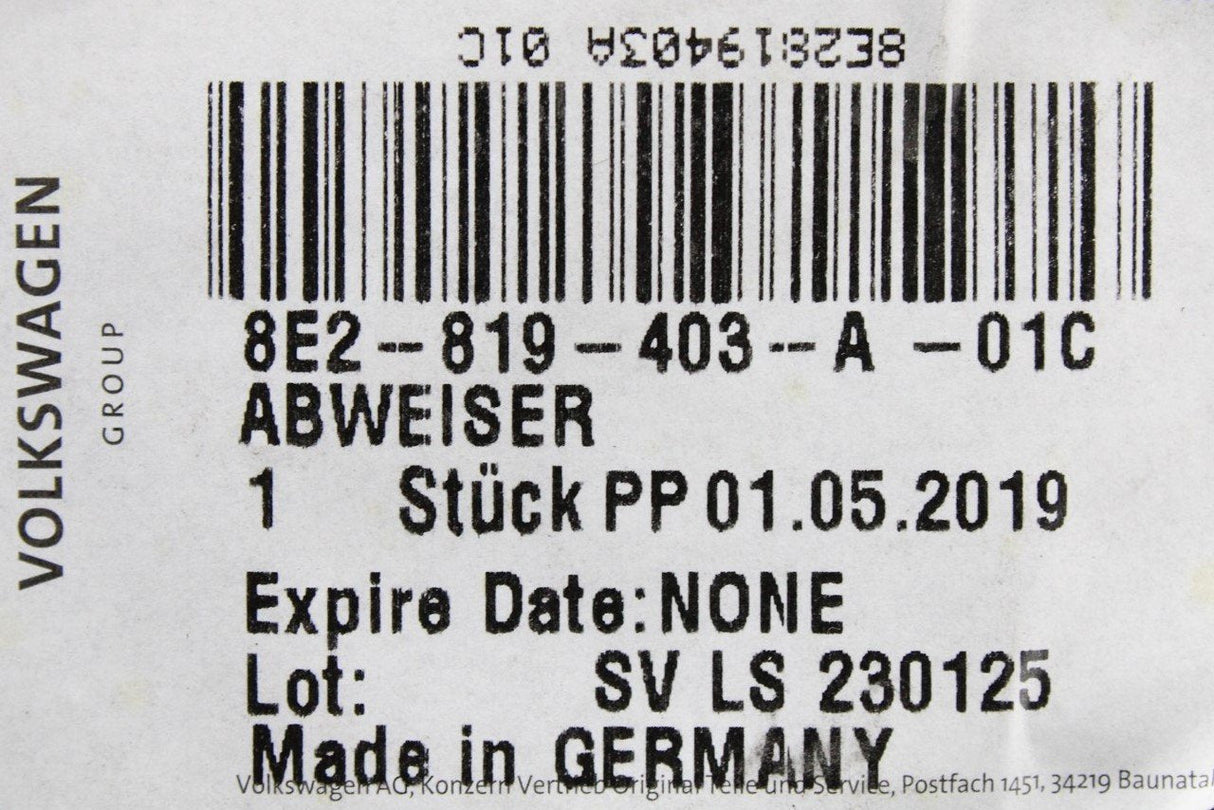 8E2819403A 01C
VOLKSWAGEN
GROUP
8E2-819-403-A -01C
ABWEISER
1 Stück PP 01.05.2019
Expire Date: NONE
Lot: SV LS 230125
Made in GERMANY
Volkswagen AG, Konzern Vertrieb Original Teile und Service, Postfach 1451, 34219 Baunatal